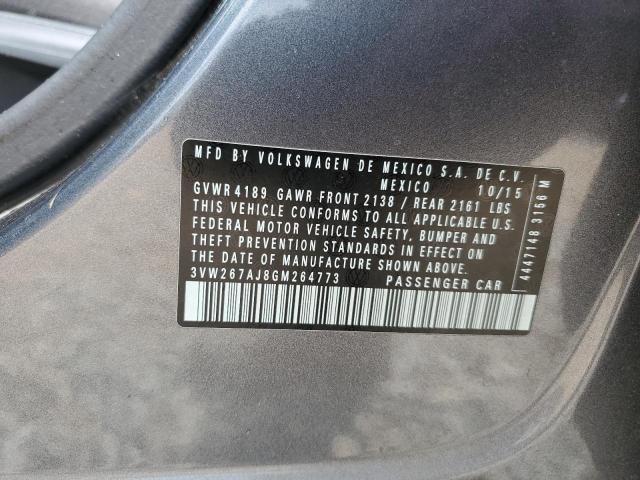 MFD BY VOLKSWAGEN DE MEXICO S.A. DE C.V.
MEXICO 10/15
GVWR 4189 GAWR FRONT 2138 / REAR 2161 LBS
THIS VEHICLE CONFORMS TO ALL APPLICABLE U.S.
FEDERAL MOTOR VEHICLE SAFETY, BUMPER AND
THEFT PREVENTION STANDARDS IN EFFECT ON
THE DATE OF MANUFACTURE SHOWN ABOVE
3VW267AJ8GM264773 PASSENGER CAR
44471148 3156 M